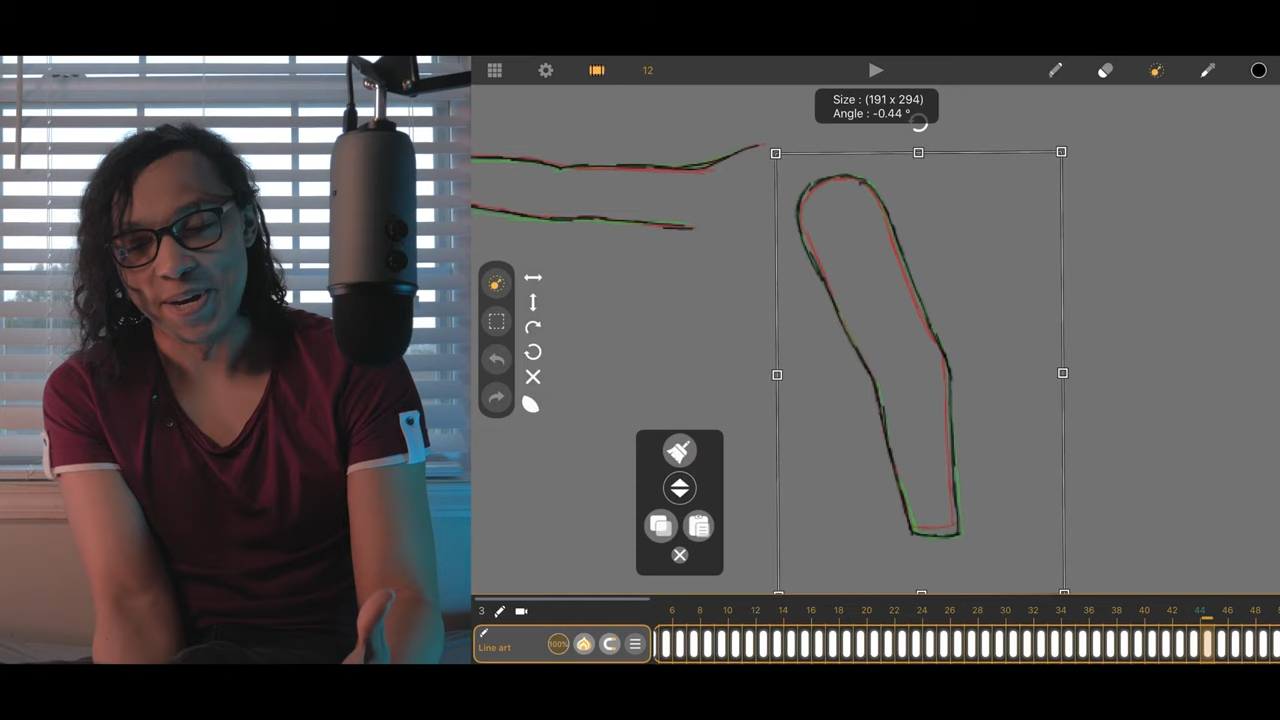 12
Size : (191 x 294)
Angle : -0.44 °
3
6 8 10 12 14 16 18 20 22 24 26 28 30 32 34 36 38 40 42 44 46 48
Line art
100%